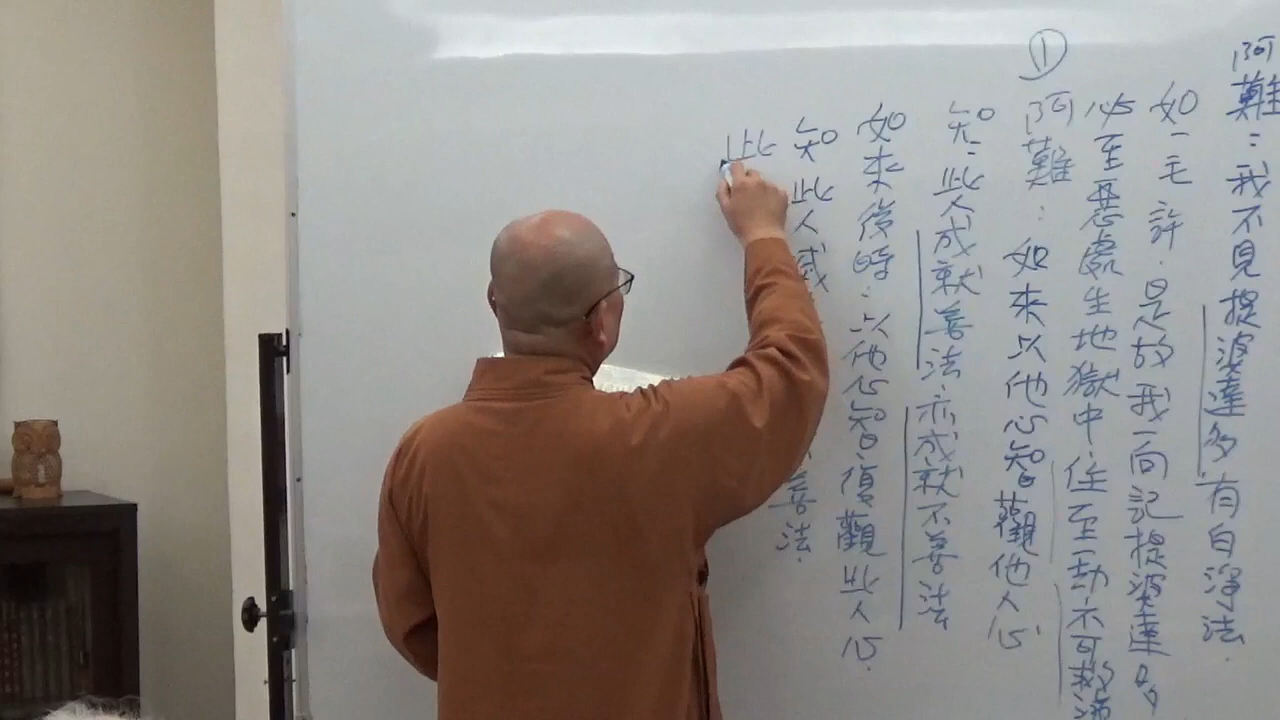 阿難：我不見提婆達多有白淨法．
如一毛許．是故我一向記提婆達多
必至惡處生地獄中．住至一劫不可救濟
①
阿難：如來以他心智觀他人心
知：此人成就善法．亦成就不善法
如來後時：以他心智復觀此人心．
知此人 善法．
此